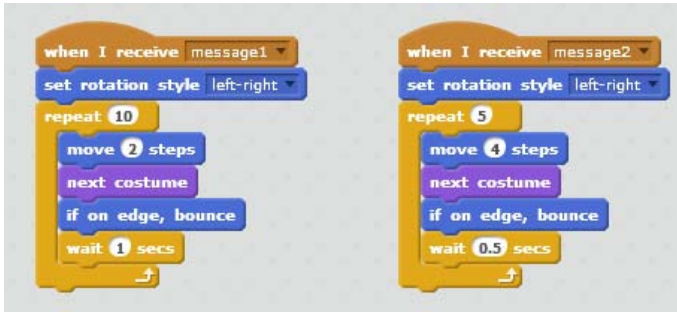 when I receive message1
set rotation style left-right
repeat 10
move 2 steps
next costume
if on edge, bounce
wait 1 secs
when I receive message2
set rotation style left-right
repeat 5
move 4 steps
next costume
if on edge, bounce
wait 0.5 secs